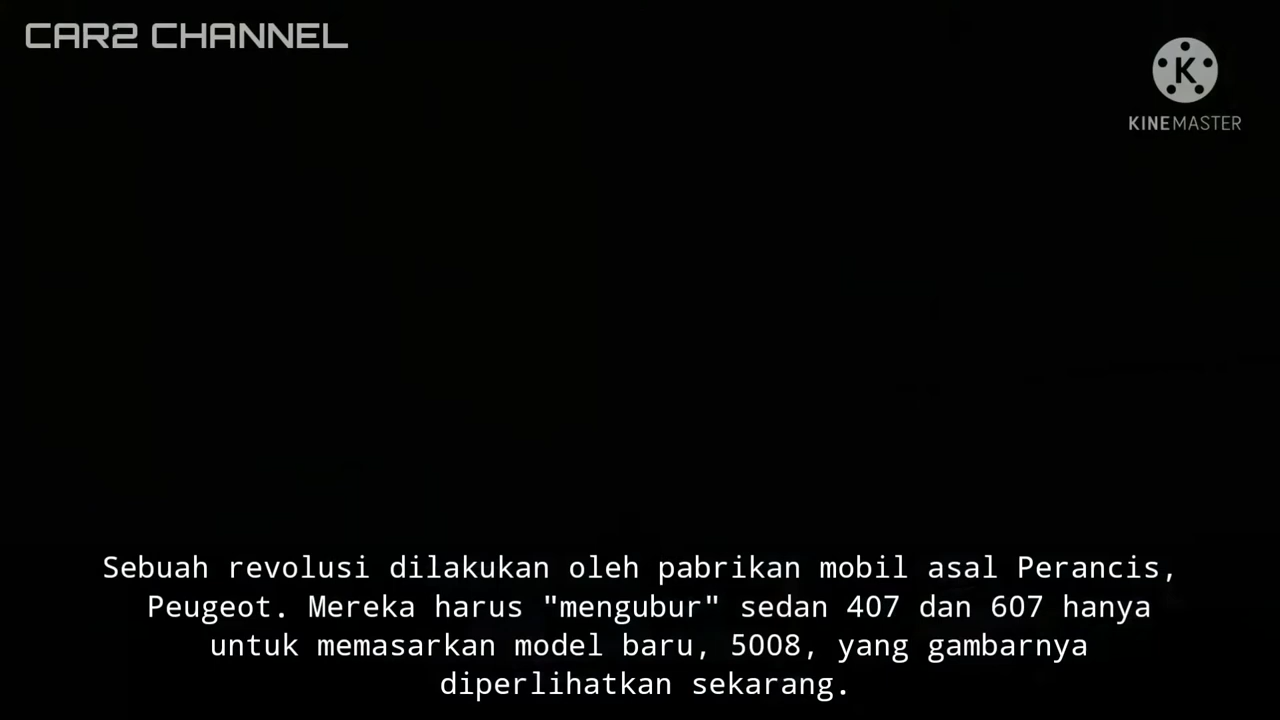 CAR2 CHANNEL
K
KINEMASTER
Sebuah revolusi dilakukan oleh pabrikan mobil asal Perancis,
Peugeot. Mereka harus "mengubur" sedan 407 dan 607 hanya
untuk memasarkan model baru, 5008, yang gambarnya
diperlihatkan sekarang.